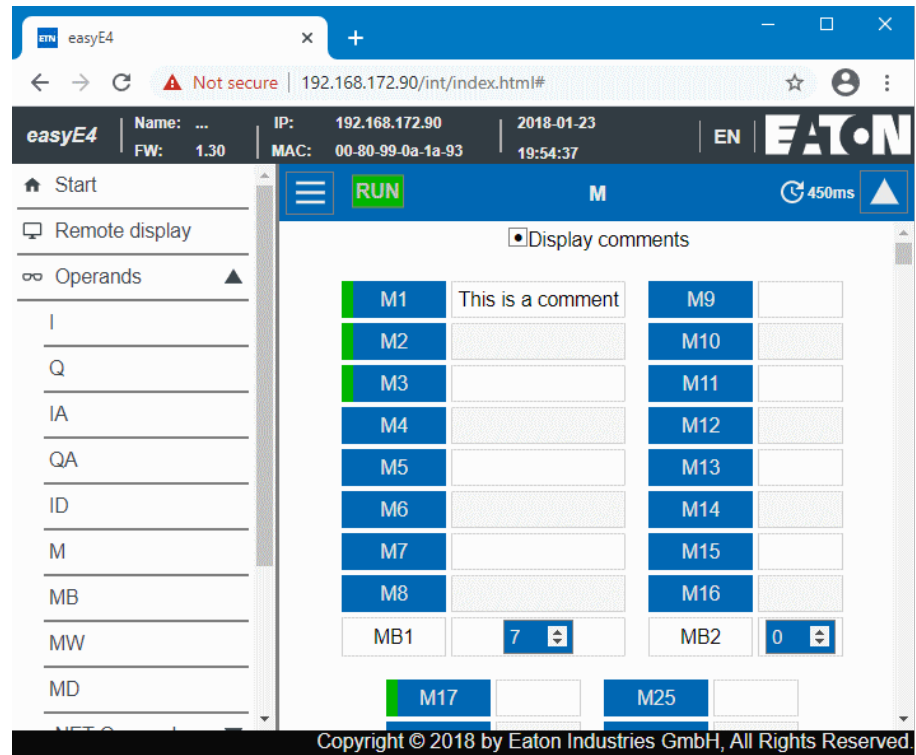 ETN easyE4
Not secure 192.168.172.90/int/index.html#
easyE4 Name: ... IP: 192.168.172.90 2018-01-23 EN EATON
FW: 1.30 MAC: 00-80-99-0a-1a-93 19:54:37
Start
RUN M 450ms
Remote display
Display comments
Operands
I
Q
IA
QA
ID
M
MB
MW
MD
M1 This is a comment M9
M2 M10
M3 M11
M4 M12
M5 M13
M6 M14
M7 M15
M8 M16
MB1 7 MB2 0
M17 M25
Copyright © 2018 by Eaton Industries GmbH, All Rights Reserved.